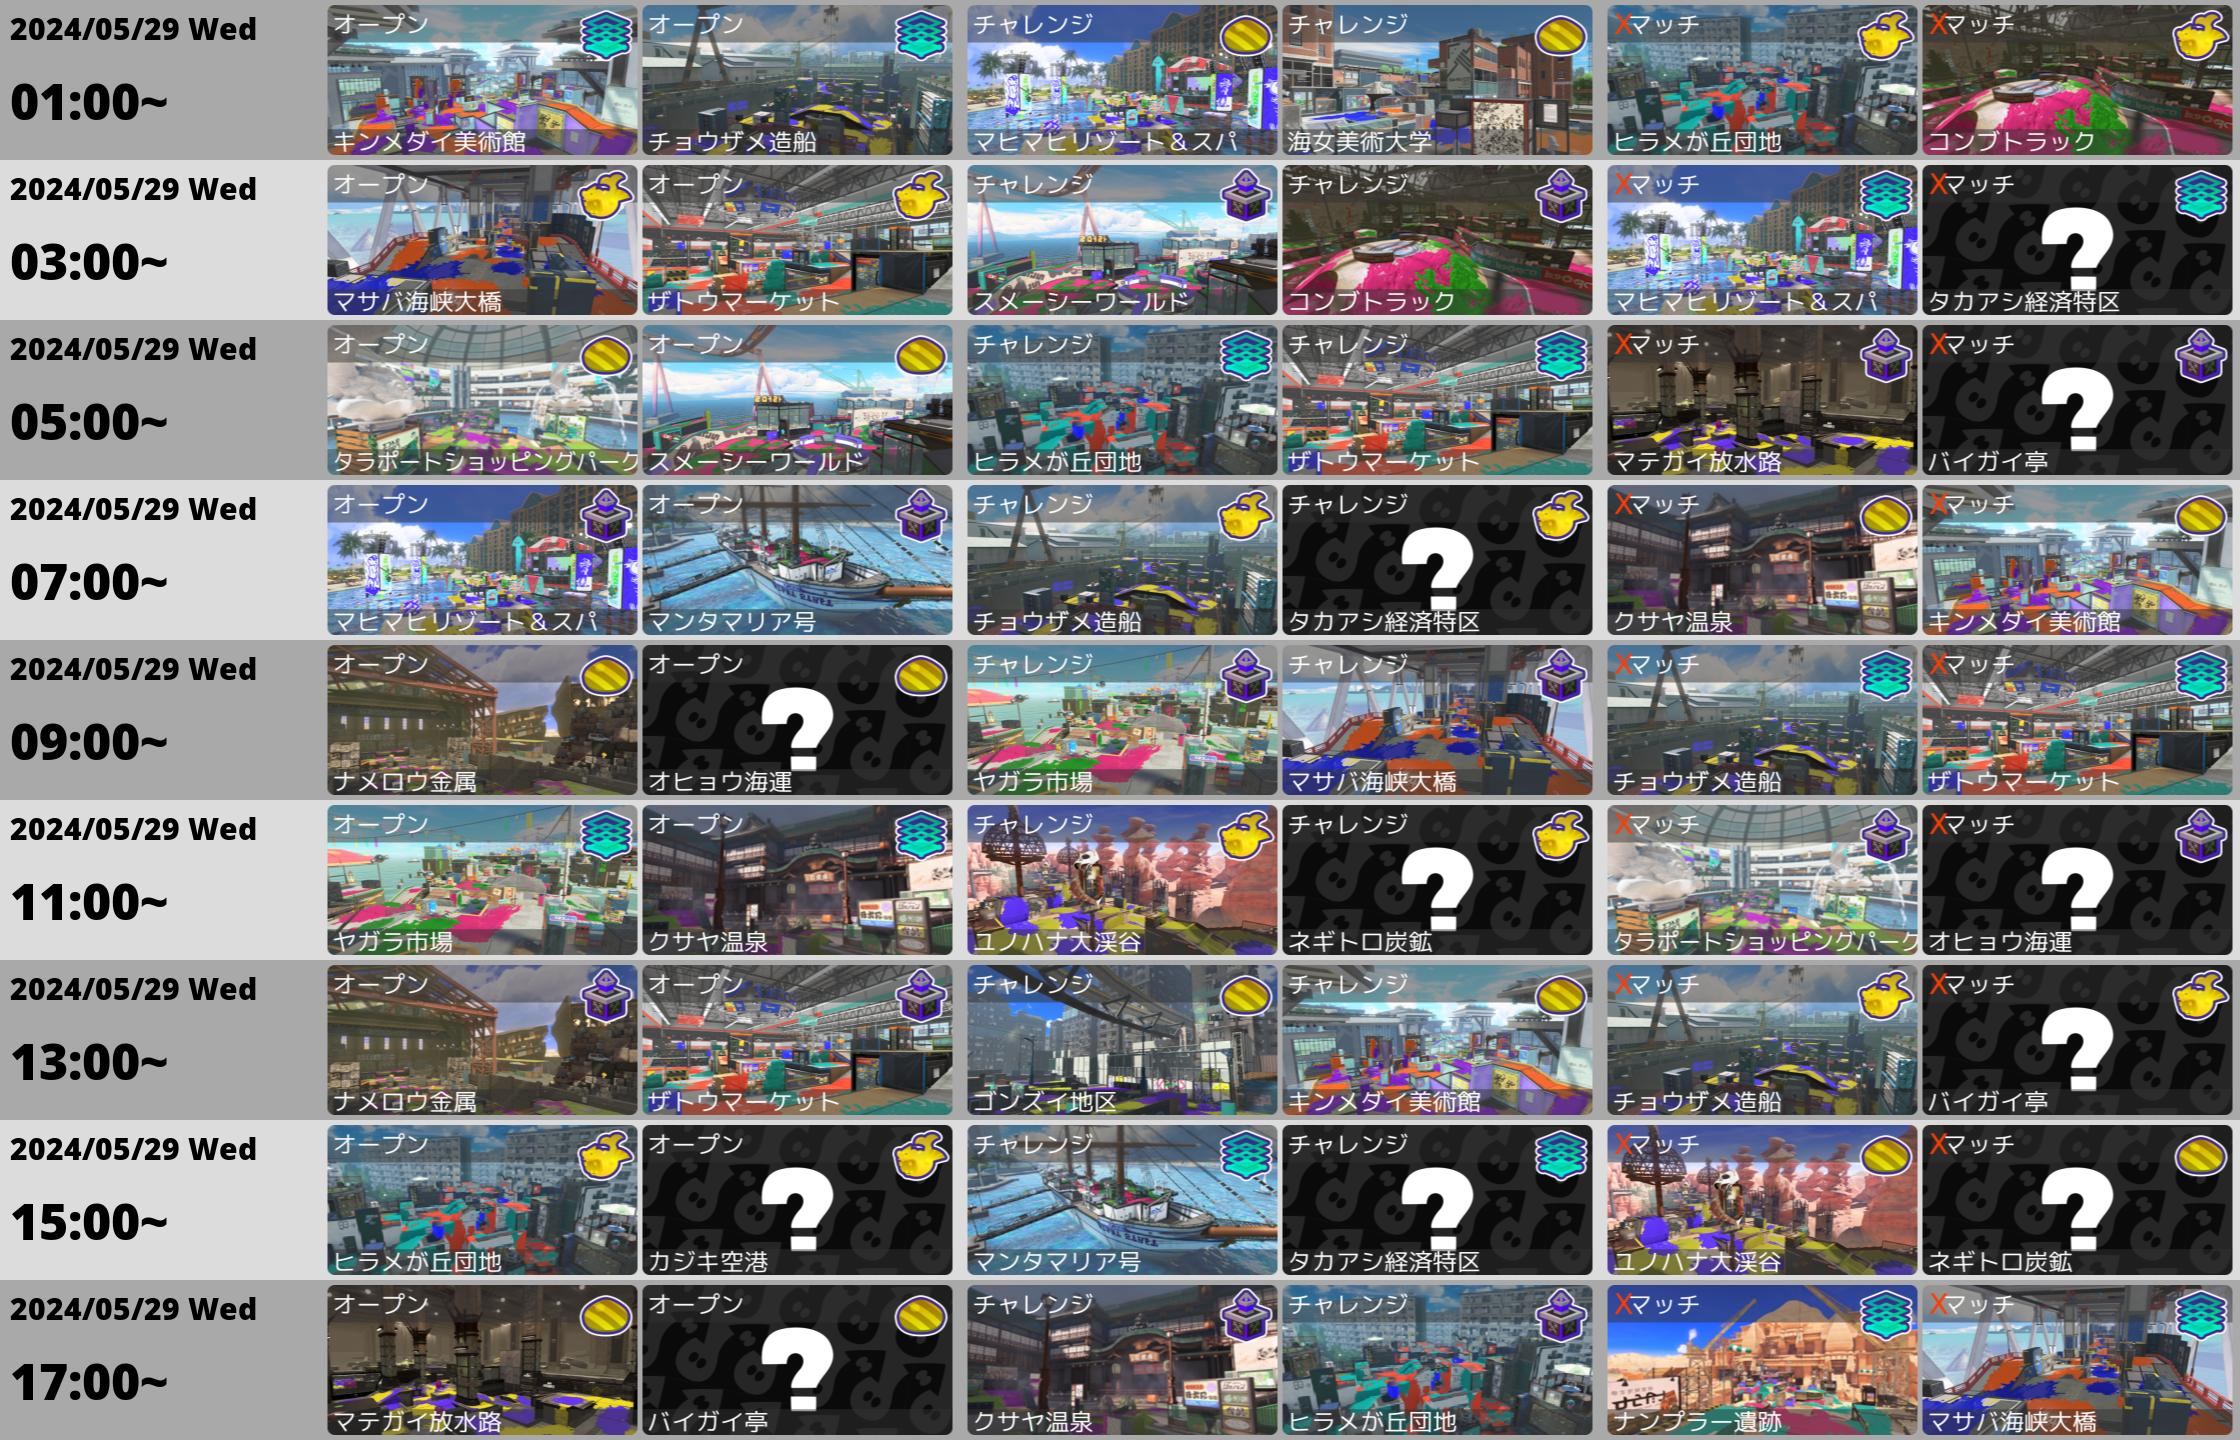 2024/05/29 Wed
01:00~
オープン
キンメダイ美術館
オープン
チョウザメ造船
チャレンジ
マヒマヒリゾート＆スパ
チャレンジ
海女美術大学
Xマッチ
ヒラメが丘団地
Xマッチ
コンブトラック
2024/05/29 Wed
03:00~
オープン
マサバ海峡大橋
オープン
ザトウマーケット
チャレンジ
スメーシーワールド
チャレンジ
コンブトラック
Xマッチ
マヒマヒリゾート＆スパ
Xマッチ
?
タカアシ経済特区
2024/05/29 Wed
05:00~
オープン
タラポートショッピングパーク
オープン
スメーシーワールド
チャレンジ
ヒラメが丘団地
チャレンジ
ザトウマーケット
Xマッチ
マテガイ放水路
Xマッチ
?
バイガイ亭
2024/05/29 Wed
07:00~
オープン
マヒマヒリゾート＆スパ
オープン
マンタマリア号
チャレンジ
チョウザメ造船
チャレンジ
?
タカアシ経済特区
Xマッチ
クサヤ温泉
Xマッチ
キンメダイ美術館
2024/05/29 Wed
09:00~
オープン
ナメロウ金属
オープン
?
オヒョウ海運
チャレンジ
ヤガラ市場
チャレンジ
マサバ海峡大橋
Xマッチ
チョウザメ造船
Xマッチ
ザトウマーケット
2024/05/29 Wed
11:00~
オープン
ヤガラ市場
オープン
クサヤ温泉
チャレンジ
ユノハナ大渓谷
チャレンジ
?
ネギトロ炭鉱
Xマッチ
タラポートショッピングパーク
Xマッチ
?
オヒョウ海運
2024/05/29 Wed
13:00~
オープン
ナメロウ金属
オープン
ザトウマーケット
チャレンジ
ゴンズイ地区
チャレンジ
キンメダイ美術館
Xマッチ
チョウザメ造船
Xマッチ
?
バイガイ亭
2024/05/29 Wed
15:00~
オープン
ヒラメが丘団地
オープン
?
カジキ空港
チャレンジ
マンタマリア号
チャレンジ
?
タカアシ経済特区
Xマッチ
ユノハナ大渓谷
Xマッチ
?
ネギトロ炭鉱
2024/05/29 Wed
17:00~
オープン
マテガイ放水路
オープン
?
バイガイ亭
チャレンジ
クサヤ温泉
チャレンジ
ヒラメが丘団地
Xマッチ
ナンプラー遺跡
Xマッチ
マサバ海峡大橋